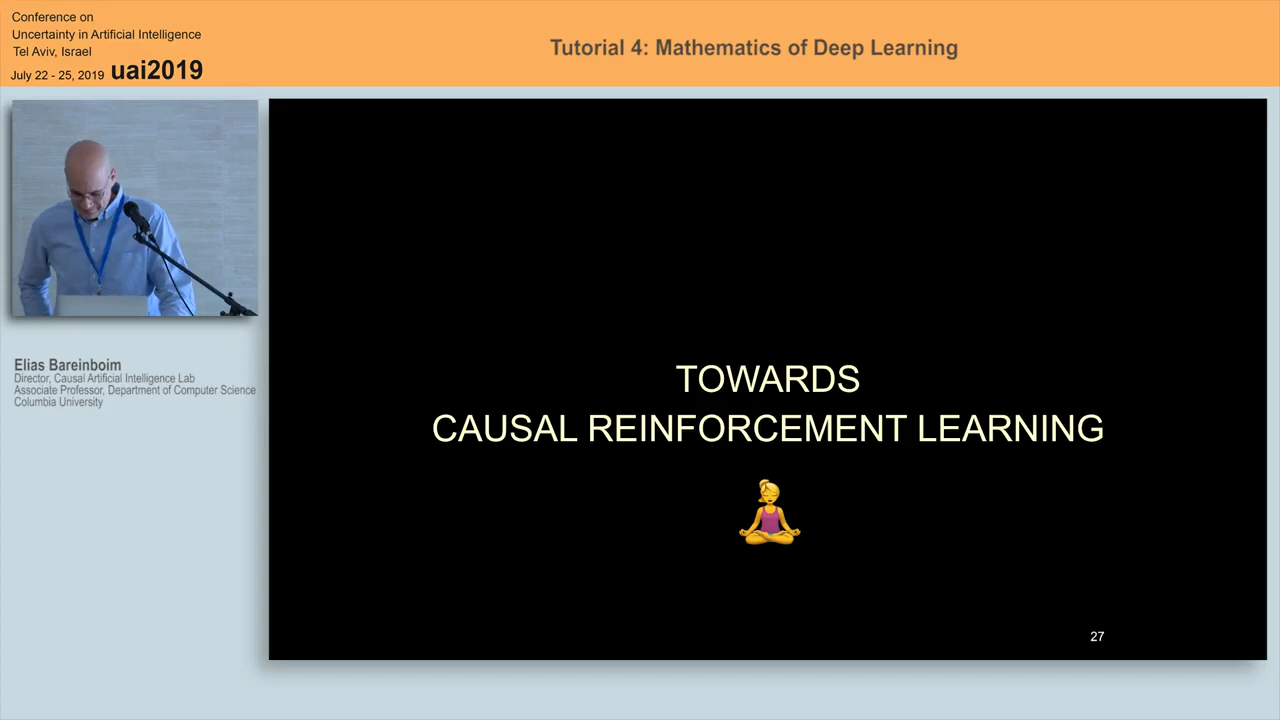 Conference on
Uncertainty in Artificial Intelligence
Tel Aviv, Israel
July 22 - 25, 2019 uai2019
Tutorial 4: Mathematics of Deep Learning
Elias Bareinboim
Director, Causal Artificial Intelligence Lab
Associate Professor, Department of Computer Science
Columbia University
TOWARDS
CAUSAL REINFORCEMENT LEARNING
27